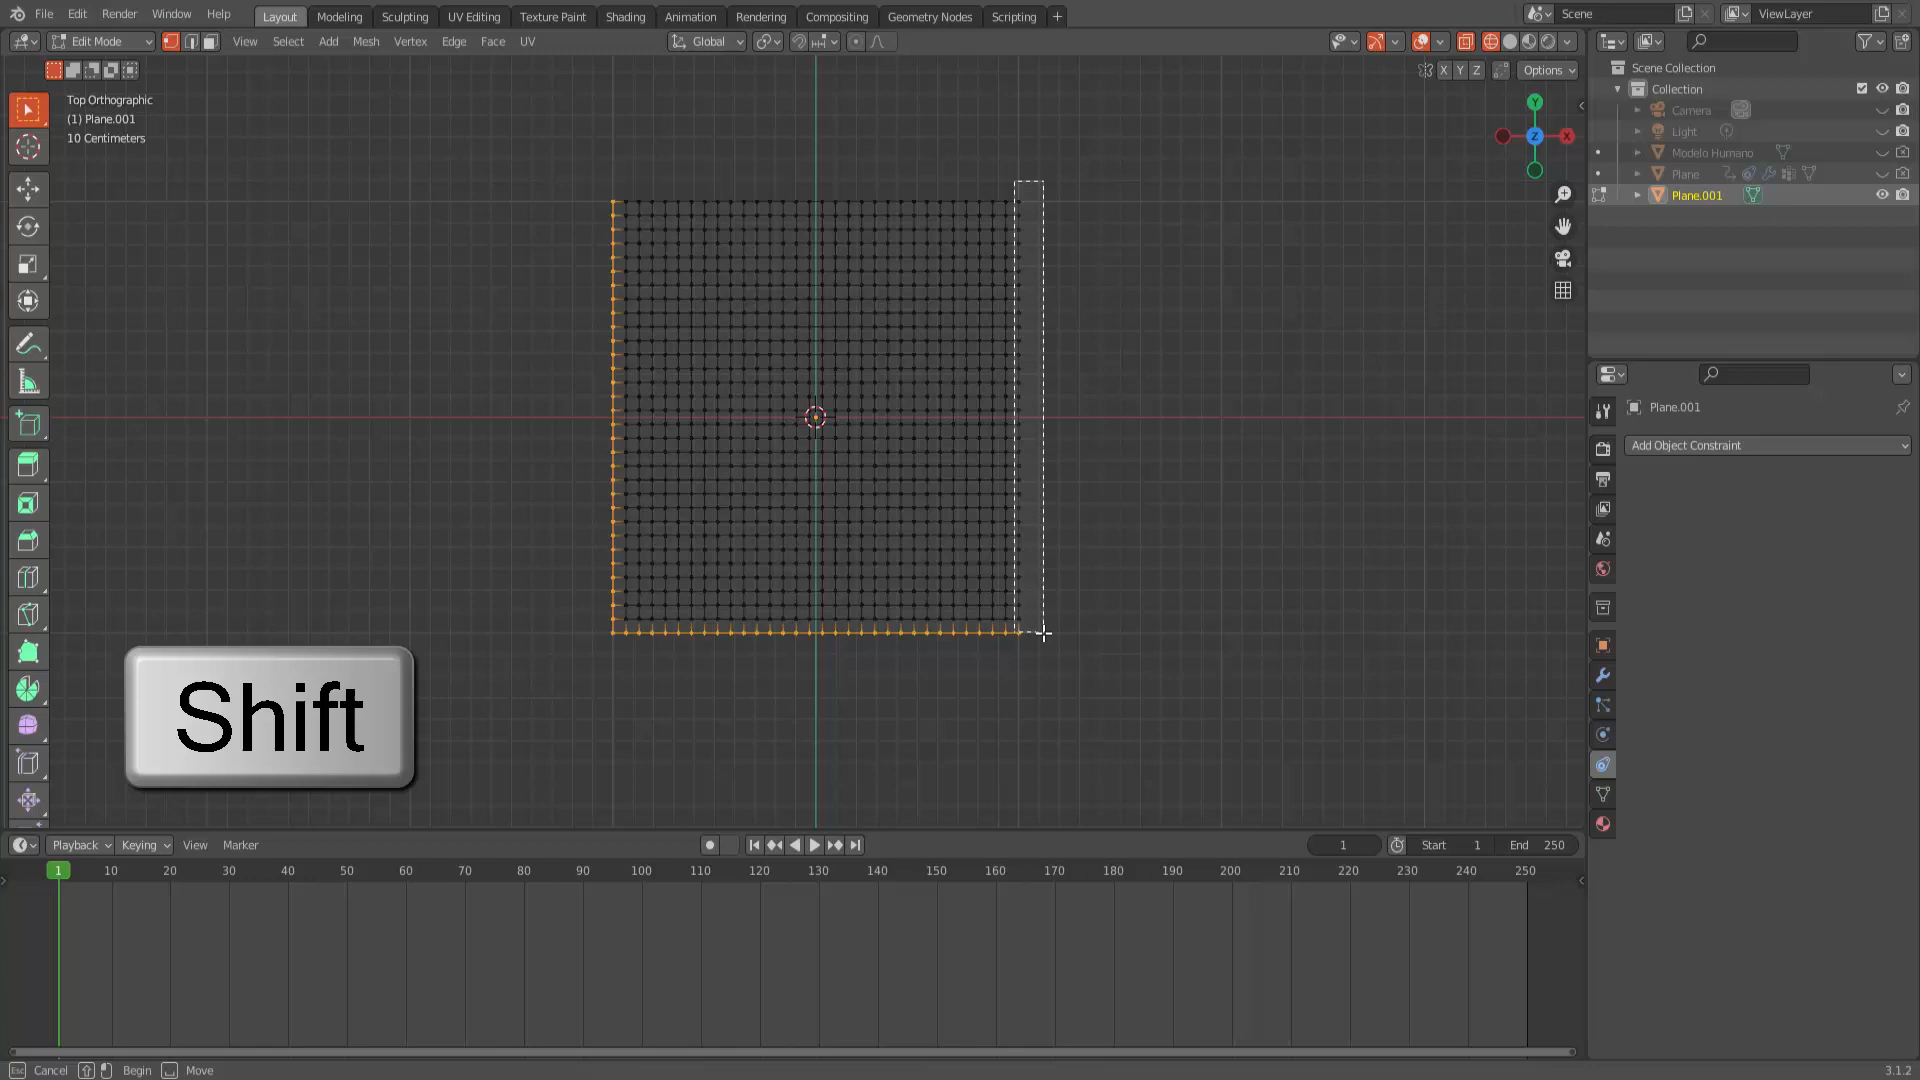 File Edit Render Window Help Layout Modeling Sculpting UV Editing Texture Paint Shading Animation Rendering Compositing Geometry Nodes Scripting + Scene ViewLayer
Edit Mode View Select Add Mesh Vertex Edge Face UV Global
X Y Z Options
Top Orthographic
(1) Plane.001
10 Centimeters
Y
Z X
Scene Collection
Collection
Camera
Light
Modelo Humano
Plane
Plane.001
Plane.001
Add Object Constraint
Shift
Playback Keying View Marker 1 Start 1 End 250
1 10 20 30 40 50 60 70 80 90 100 110 120 130 140 150 160 170 180 190 200 210 220 230 240 250
Esc Cancel Begin Move 3.1.2